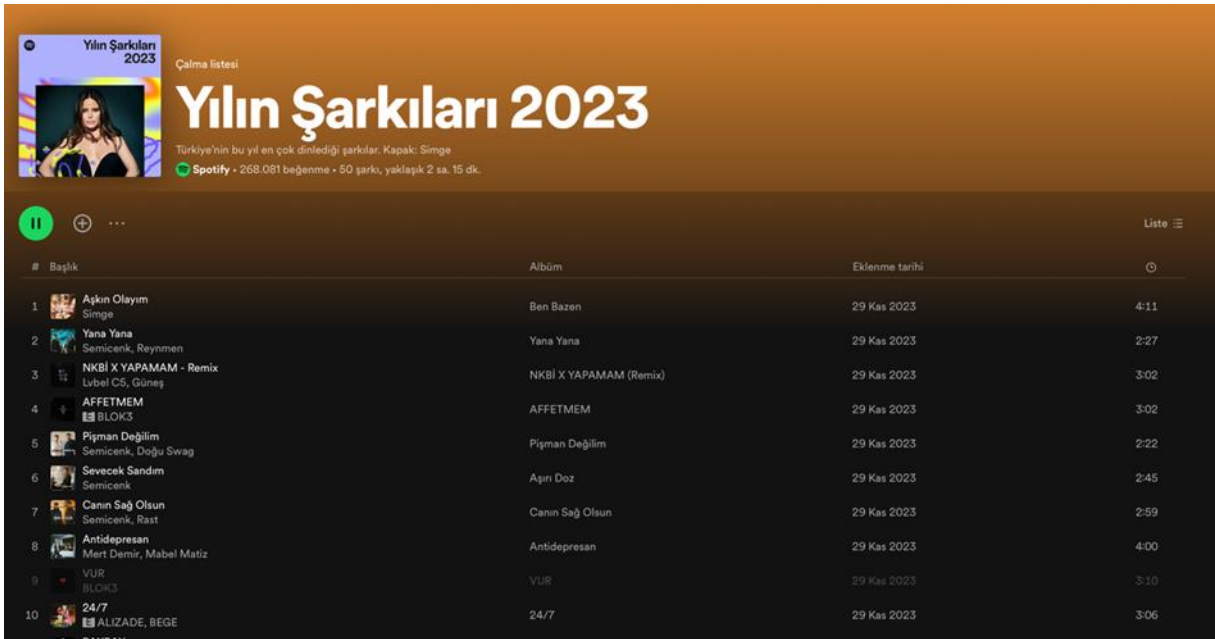 Yılın Şarkıları
2023
Çalma listesi
Yılın Şarkıları 2023
Türkiye'nin bu yıl en çok dinlediği şarkılar. Kapak: Simge
Spotify • 268.081 beğenme • 50 şarkı, yaklaşık 2 sa. 15 dk.
Liste
# Başlık Albüm Eklenme tarihi
1 Aşkın Olayım Ben Bazen 29 Kas 2023 4:11
Simge
2 Yana Yana Yana Yana 29 Kas 2023 2:27
Semicenk, Reynmen
3 NKBİ X YAPAMAM - Remix NKBİ X YAPAMAM (Remix) 29 Kas 2023 3:02
Lvbel C5, Güneş
4 AFFETMEM AFFETMEM 29 Kas 2023 3:02
E BLOK3
5 Pişman Değilim Pişman Değilim 29 Kas 2023 2:22
Semicenk, Doğu Swag
6 Sevecek Sandım Aşırı Doz 29 Kas 2023 2:45
Semicenk
7 Canın Sağ Olsun Canın Sağ Olsun 29 Kas 2023 2:59
Semicenk, Rast
8 Antidepresan Antidepresan 29 Kas 2023 4:00
Mert Demir, Mabel Matiz
9 VUR VUR 29 Kas 2023 3:10
BLOK3
10 24/7 24/7 29 Kas 2023 3:06
E ALIZADE, BEGE